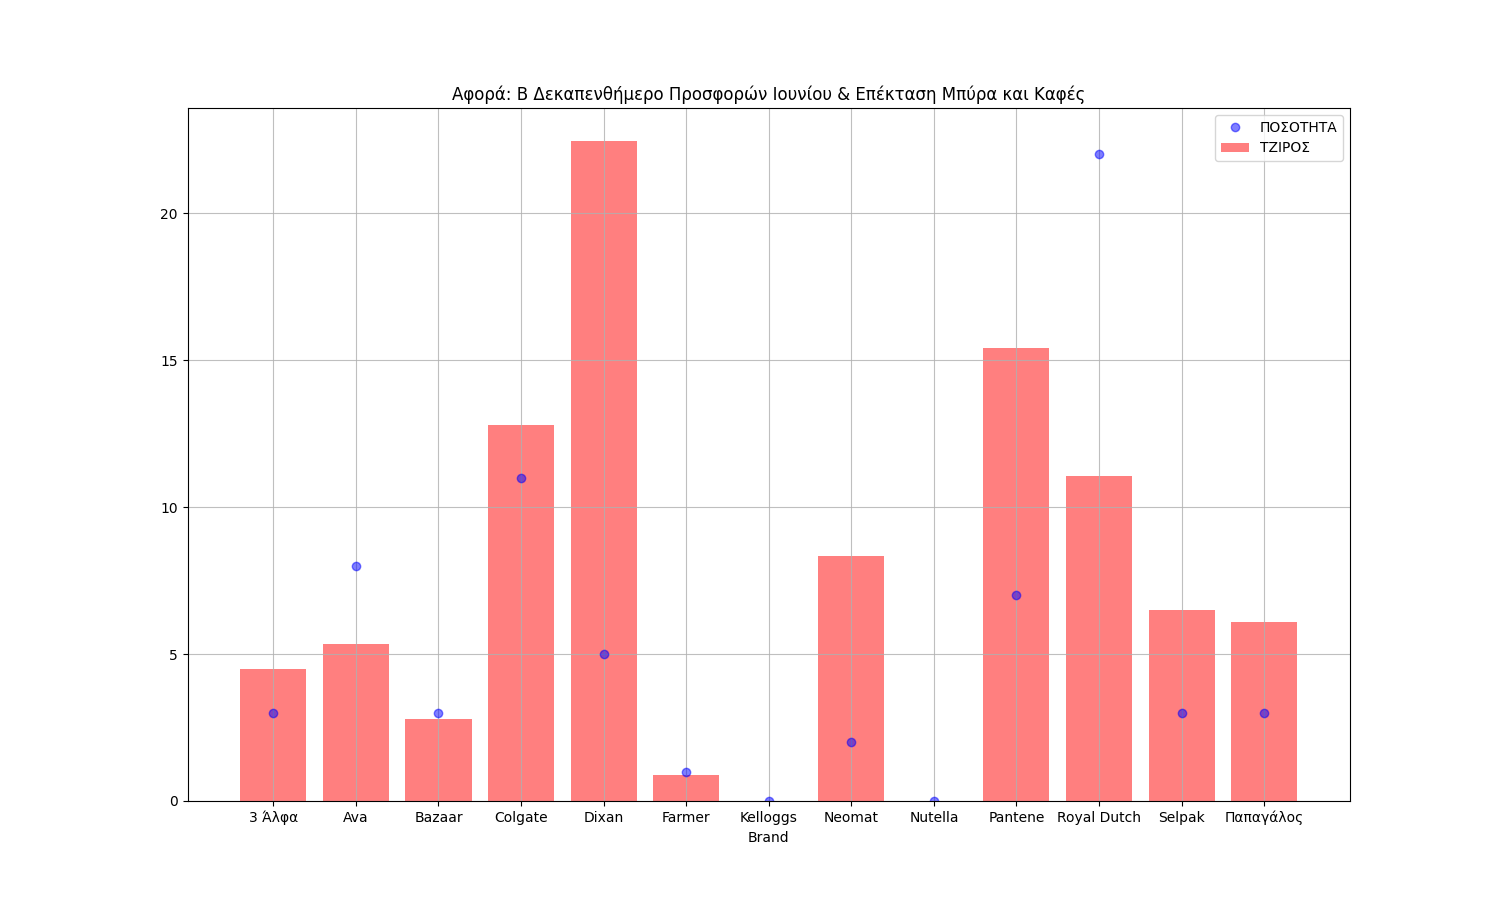 Αφορά: Β Δεκαπενθήμερο Προσφορών Ιουνίου & Επέκταση Μπύρα και Καφές
ΠΟΣΟΤΗΤΑ
ΤΖΙΡΟΣ
20
15
10
5
0
3 Άλφα Ava Bazaar Colgate Dixan Farmer Kelloggs Neomat Nutella Pantene Royal Dutch Selpak Παπαγάλος
Brand